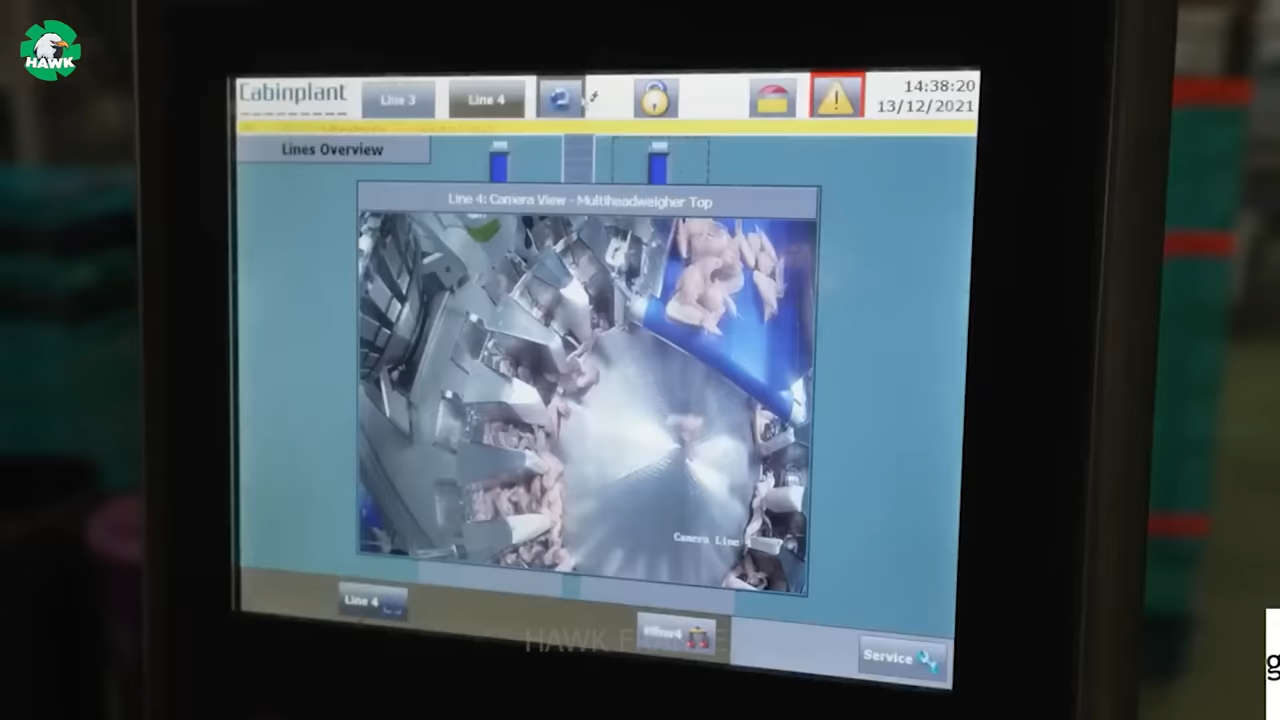 HAWK
Cabinplant
Line 3
Line 4
14:38:20
13/12/2021
Lines Overview
Line 4: Camera View - Multiheadweigher Top
Camera Line
Line 4
Service
HAWK
g